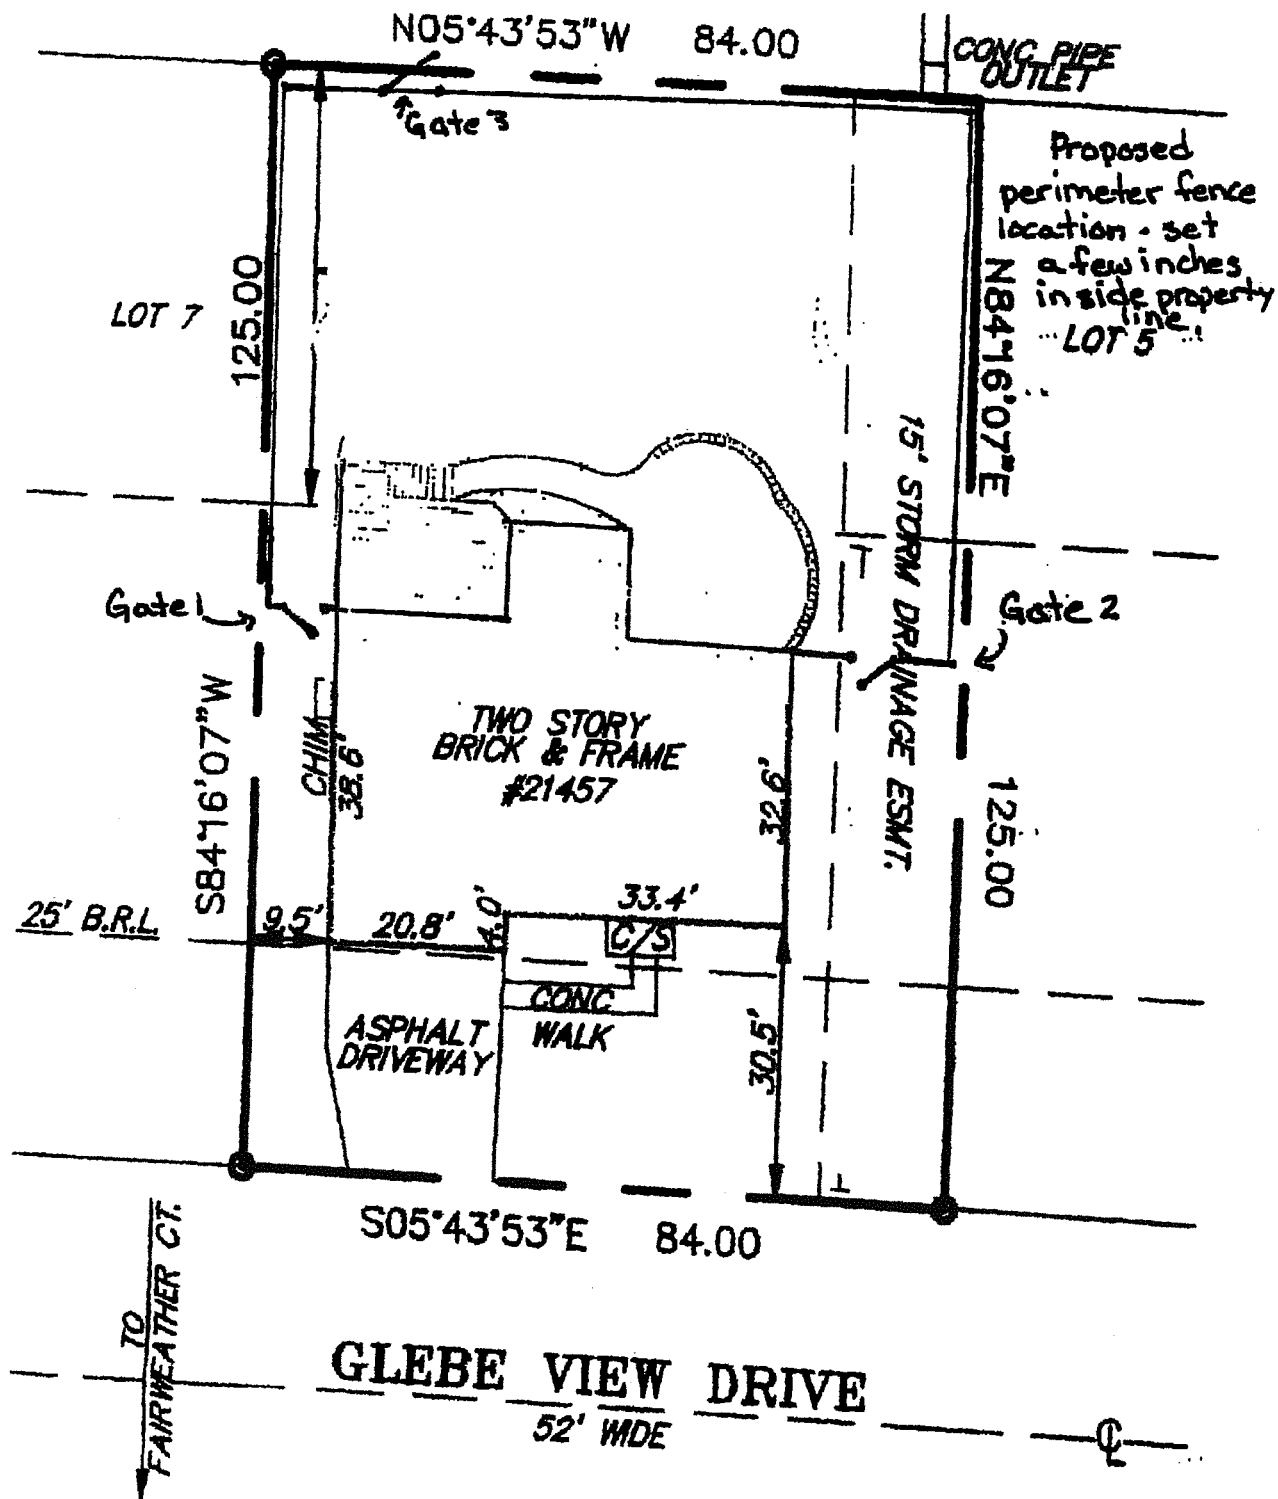 N05°43'53"W 84.00
CONC PIPE
OUTLET
Gate 3
Proposed
perimeter fence
location - set
a few inches
inside property
line.
LOT 5
LOT 7
125.00
N84°16'07"E
15' STORM DRAINAGE ESMT.
Gate 1
Gate 2
S84°16'07"W
CHIM
38.6'
TWO STORY
BRICK & FRAME
#21457
32.6'
125.00
25' B.R.L.
9.5'
20.8'
4.0'
33.4'
C/S
CONC
WALK
ASPHALT
DRIVEWAY
30.5'
S05°43'53"E 84.00
TO
FAIRWEATHER CT.
GLEBE VIEW DRIVE
52' WIDE
℄